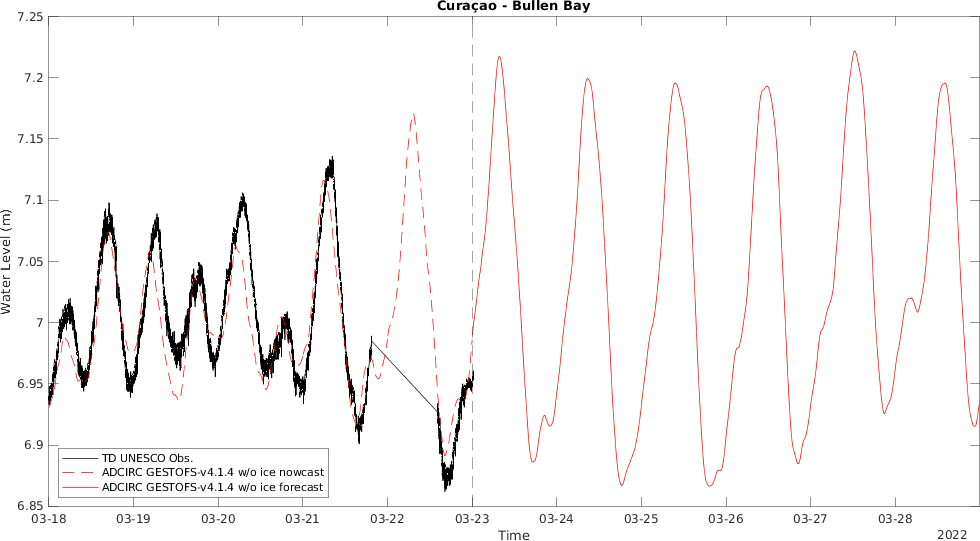 Curaçao - Bullen Bay
7.25
7.2
7.15
7.1
7.05
7
6.95
6.9
6.85
Water Level (m)
TD UNESCO Obs.
ADCIRC GESTOFS-v4.1.4 w/o ice nowcast
ADCIRC GESTOFS-v4.1.4 w/o ice forecast
03-18 03-19 03-20 03-21 03-22 03-23 03-24 03-25 03-26 03-27 03-28
Time
2022